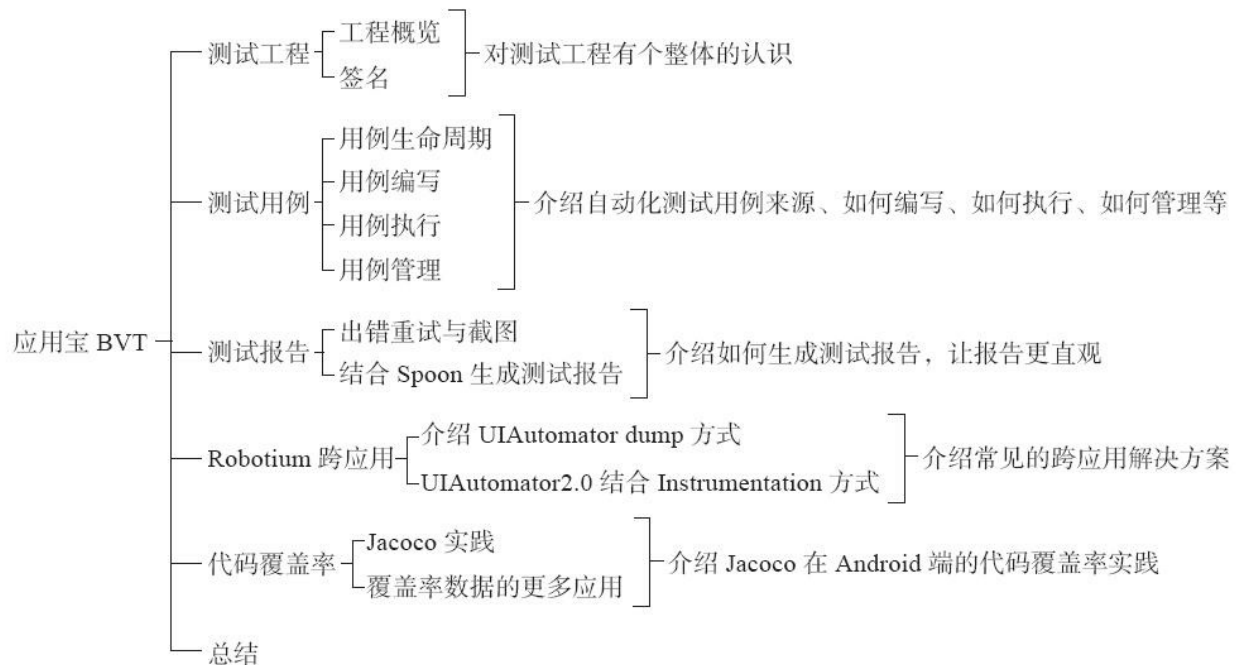 应用宝 BVT
测试工程
工程概览
签名
对测试工程有个整体的认识
测试用例
用例生命周期
用例编写
用例执行
用例管理
介绍自动化测试用例来源、如何编写、如何执行、如何管理等
测试报告
出错重试与截图
结合 Spoon 生成测试报告
介绍如何生成测试报告，让报告更直观
Robotium 跨应用
介绍 UIAutomator dump 方式
UIAutomator2.0 结合 Instrumentation 方式
介绍常见的跨应用解决方案
代码覆盖率
Jacoco 实践
覆盖率数据的更多应用
介绍 Jacoco 在 Android 端的代码覆盖率实践
总结